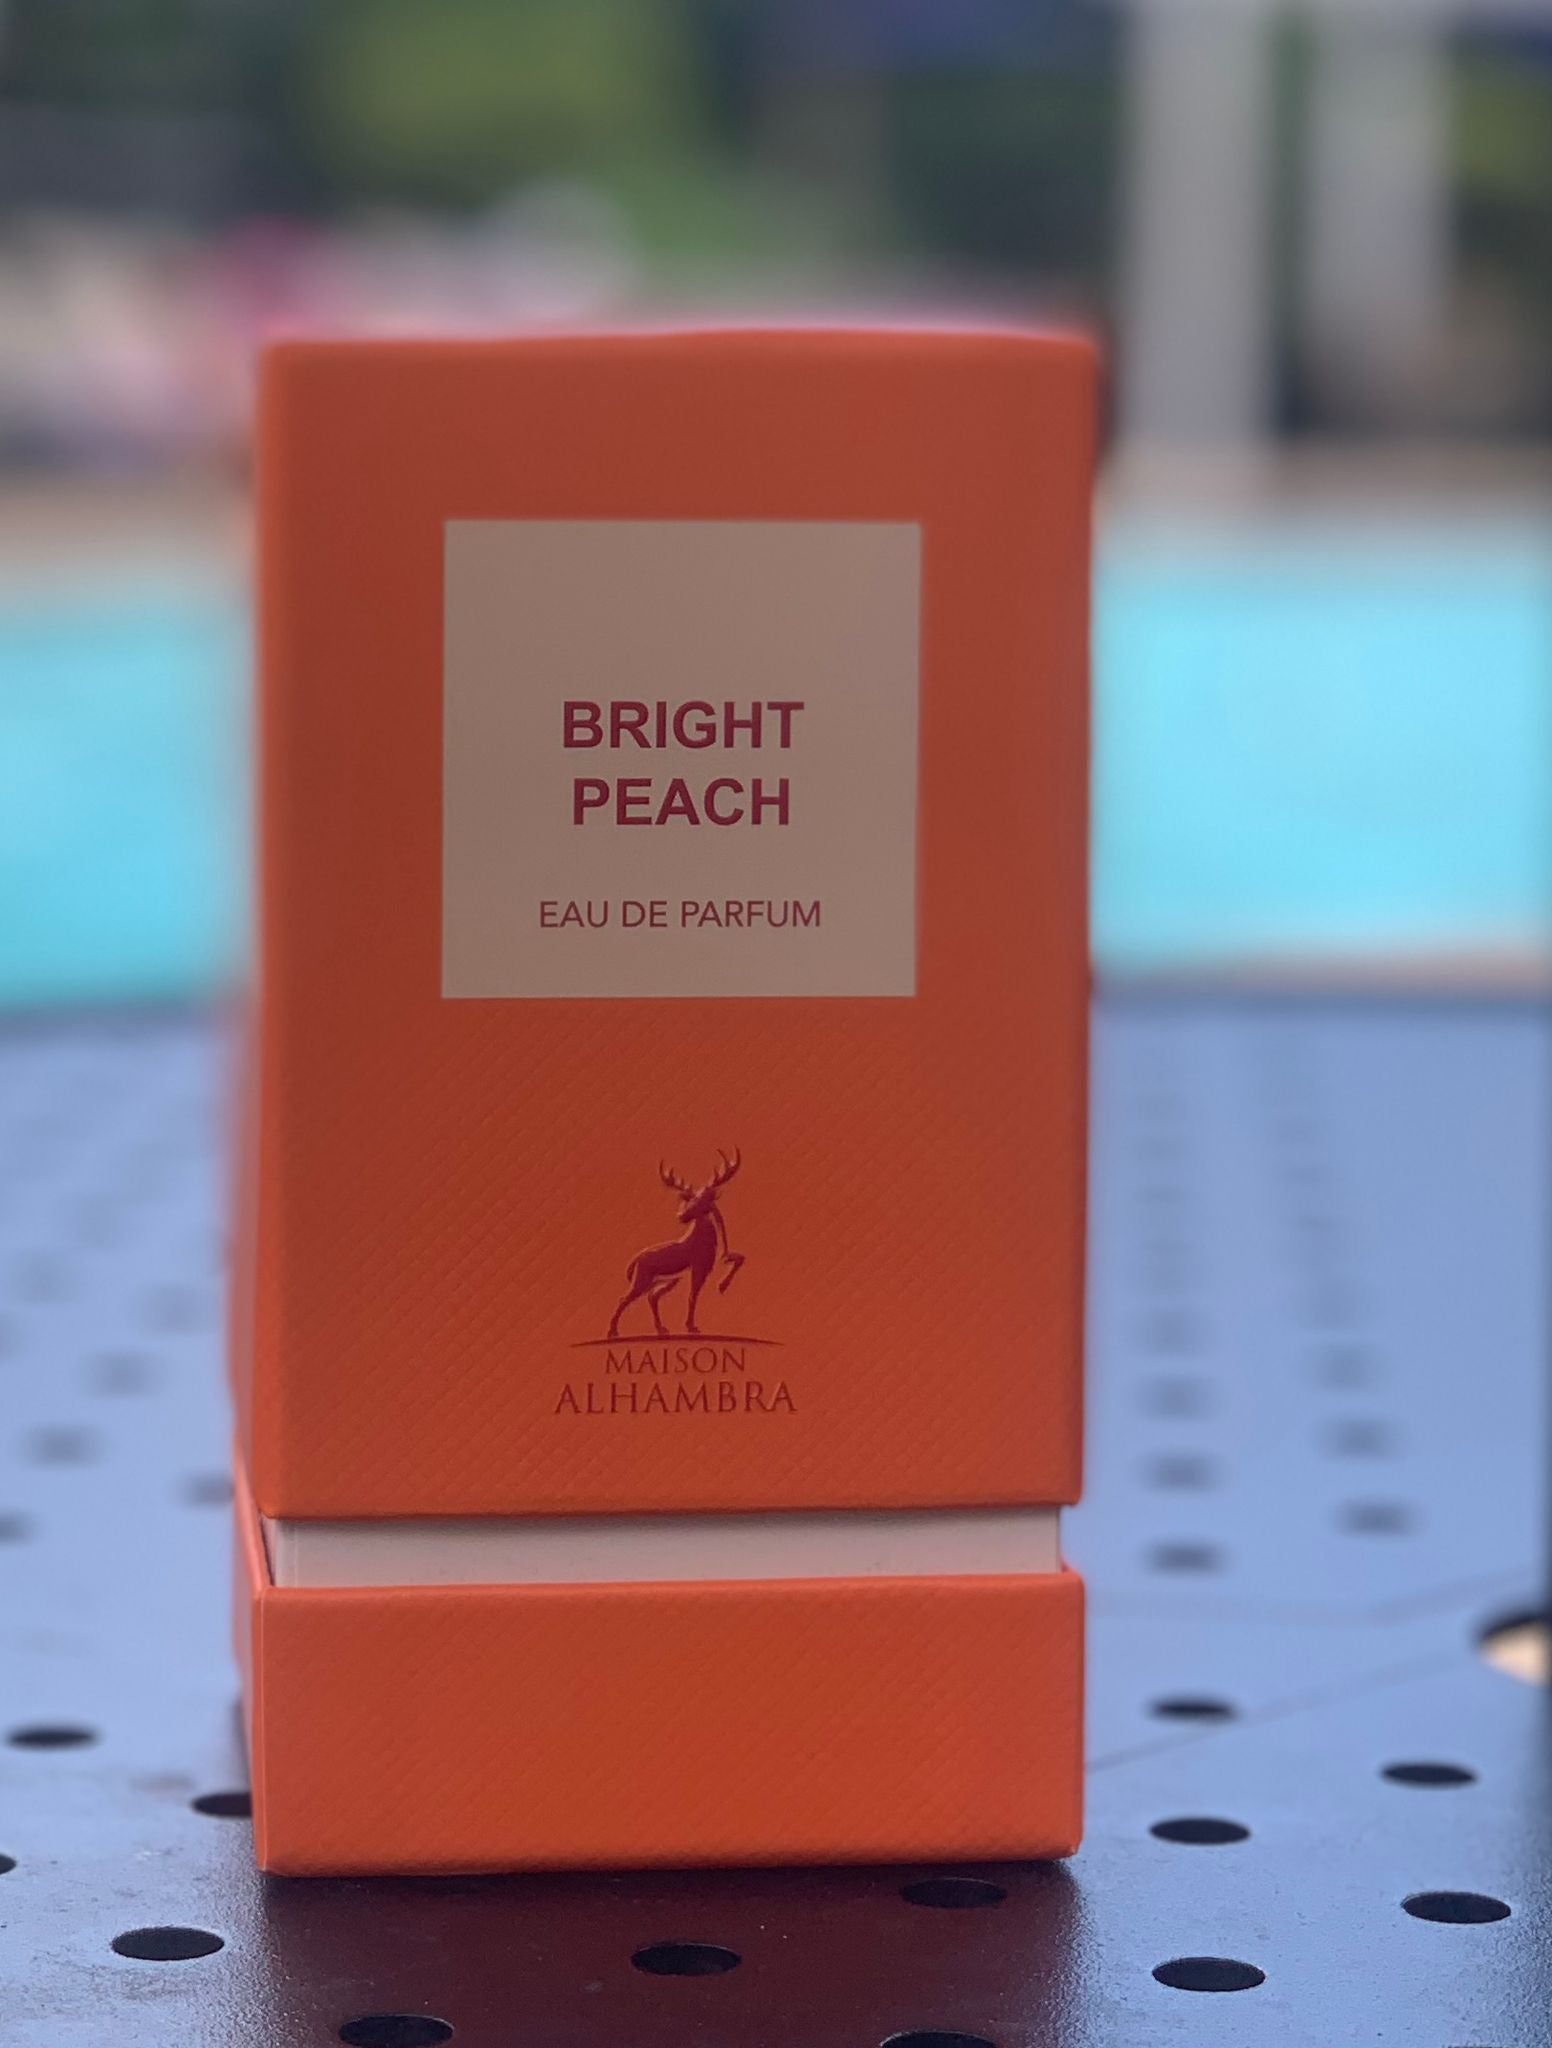 BRIGHT
PEACH
EAU DE PARFUM
MAISON
ALHAMBRA